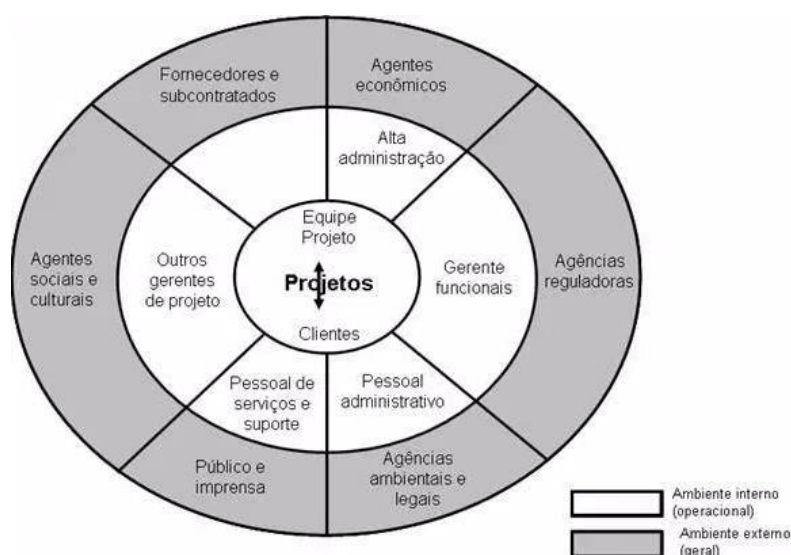 Fornecedores e
subcontratados
Agentes
econômicos
Alta
administração
Equipe
Projeto
Agentes
sociais e
culturais
Outros
gerentes
de projeto
Projetos
Gerente
funcionais
Agências
reguladoras
Clientes
Pessoal de
serviços e
suporte
Pessoal
administrativo
Público e
imprensa
Agências
ambientais e
legais
Ambiente interno
(operacional)
Ambiente externo
(geral)